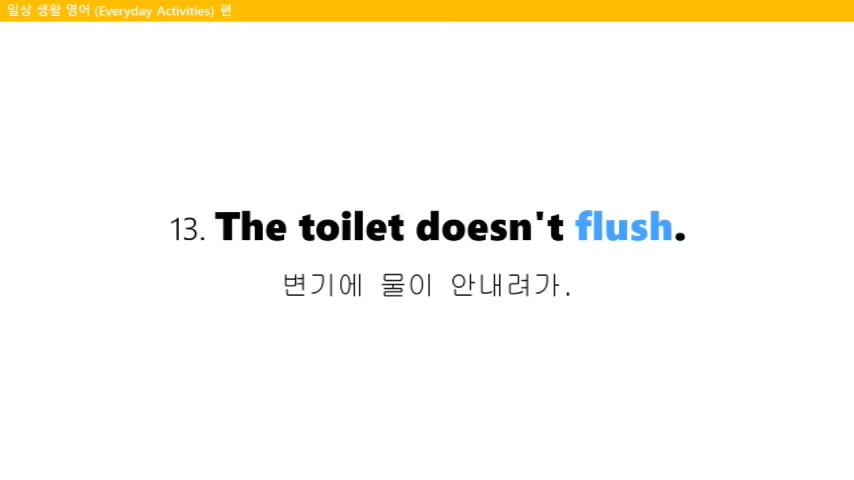 일상 생활 영어 (Everyday Activities) 편
13. The toilet doesn't flush.
변기에 물이 안내려가.